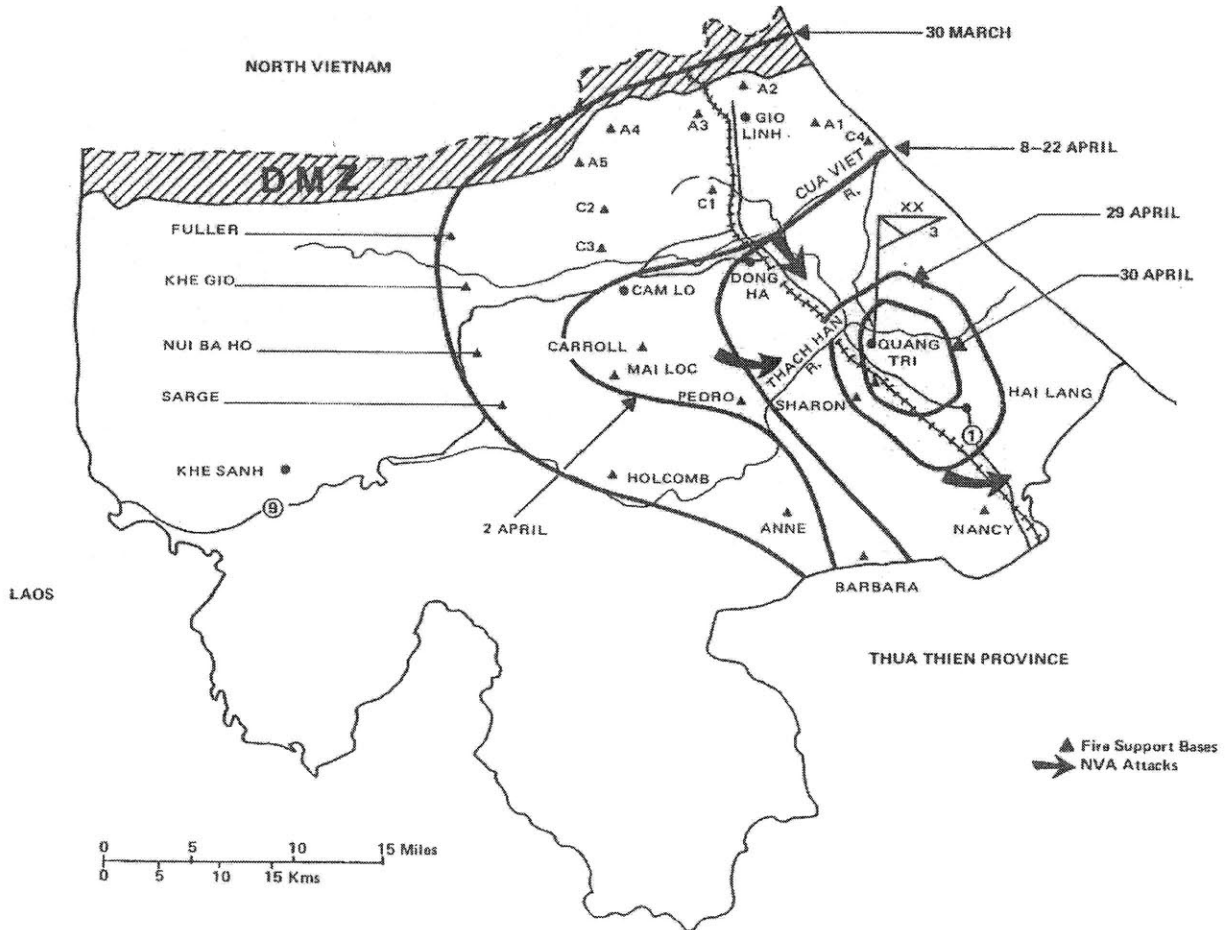 30 MARCH
NORTH VIETNAM
A2
A3
GIO
LINH
A1
C4
A4
8–22 APRIL
A5
DMZ
CUA VIET
R.
C1
C2
XX
3
29 APRIL
FULLER
C3
30 APRIL
DONG
HA
KHE GIO
CAM LO
THACH HAN
R.
QUANG
TRI
NUI BA HO
CARROLL
MAI LOC
SARGE
PEDRO
SHARON
HAI LANG
1
KHE SANH
HOLCOMB
9
2 APRIL
ANNE
NANCY
BARBARA
LAOS
THUA THIEN PROVINCE
Fire Support Bases
NVA Attacks
0 5 10 15 Miles
0 5 10 15 Kms